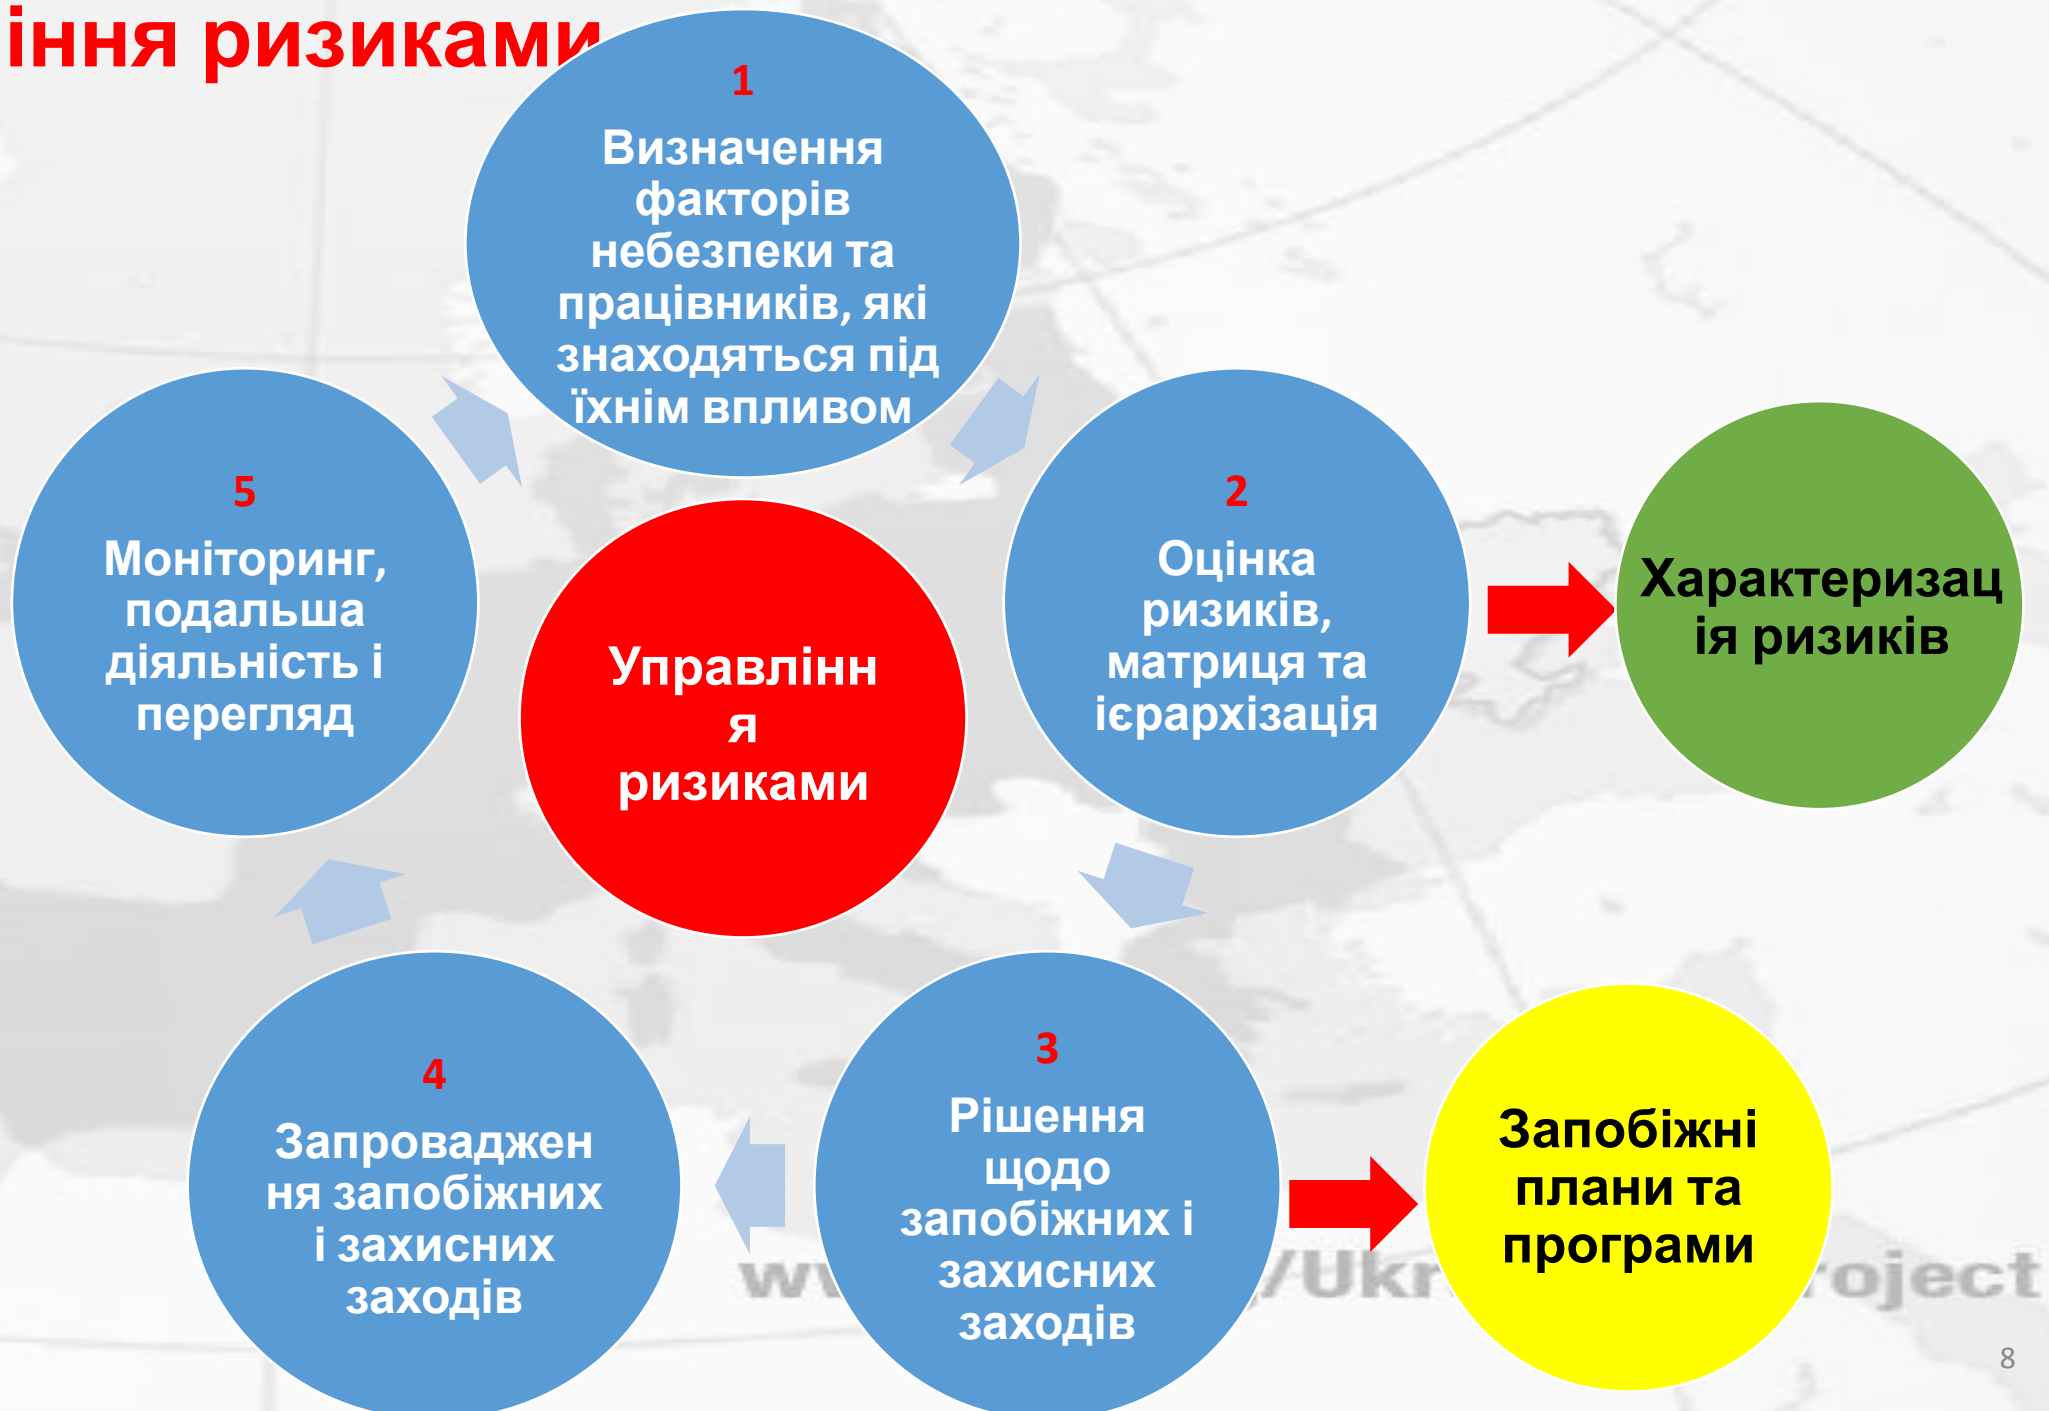 іння ризиками
1
Визначення
факторів
небезпеки та
працівників, які
знаходяться під
їхнім впливом
2
Оцінка
ризиків,
матриця та
ієрархізація
Характеризац
ія ризиків
3
Рішення
щодо
запобіжних і
захисних
заходів
Запобіжні
плани та
програми
4
Запроваджен
ня запобіжних
і захисних
заходів
5
Моніторинг,
подальша
діяльність і
перегляд
Управлінн
я
ризиками
/Ukr
oject
8